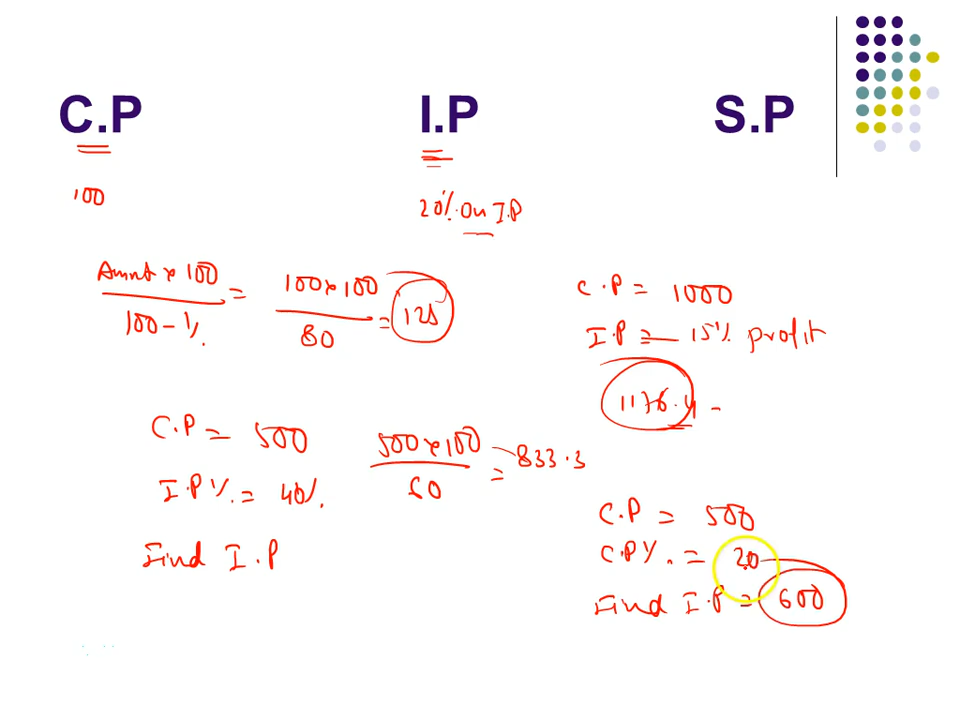 C.P I.P S.P
100
20% on I.P
Amnt × 100 / 100 - % = 100 × 100 / 80 = 125
C.P = 1000
I.P = 15% profit
1176.4
C.P = 500
I.P% = 40%.
Find I.P
500 × 100 / 60 = 833.3
C.P = 500
C.P% = 20
Find I.P = 600